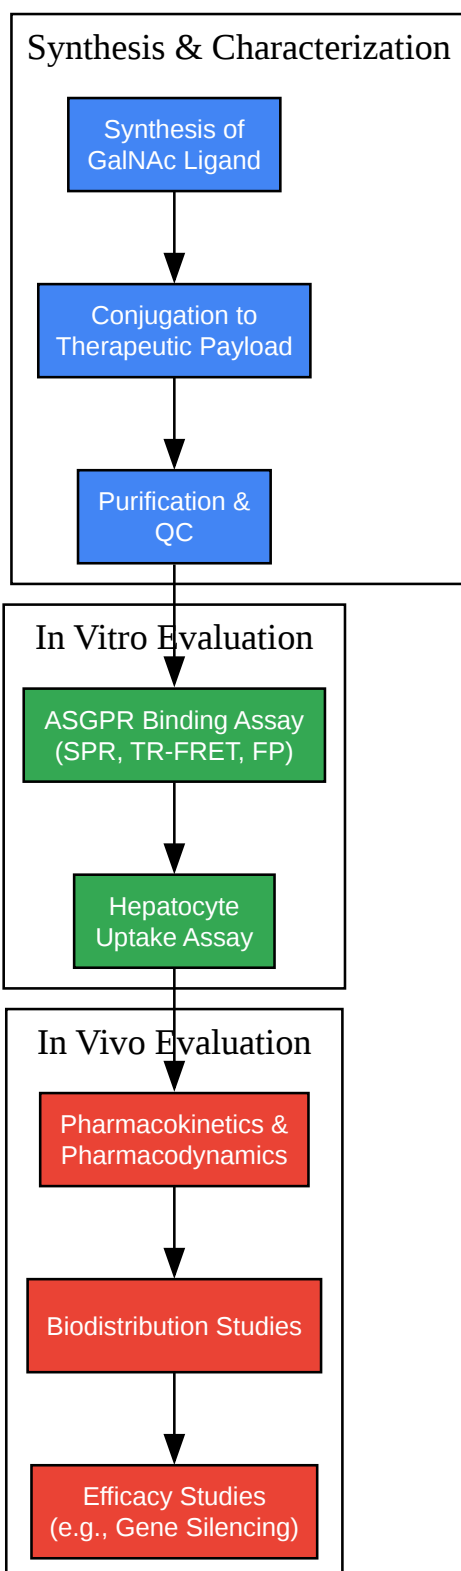 Synthesis & Characterization
Synthesis of
GalNAc Ligand
Conjugation to
Therapeutic Payload
Purification &
QC
In Vitro Evaluation
ASGPR Binding Assay
(SPR, TR-FRET, FP)
Hepatocyte
Uptake Assay
In Vivo Evaluation
Pharmacokinetics &
Pharmacodynamics
Biodistribution Studies
Efficacy Studies
(e.g., Gene Silencing)